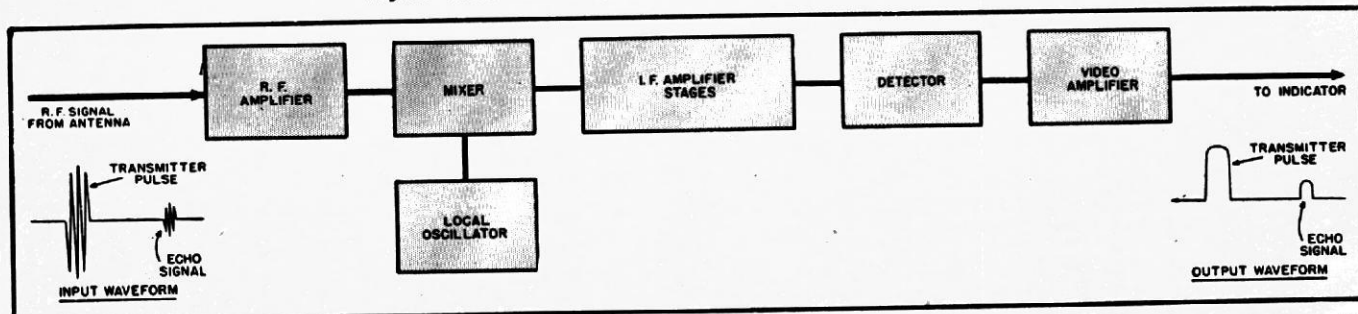 R. F.
AMPLIFIER
MIXER
I.F. AMPLIFIER
STAGES
DETECTOR
VIDEO
AMPLIFIER
R.F. SIGNAL
FROM ANTENNA
TO INDICATOR
TRANSMITTER
PULSE
LOCAL
OSCILLATOR
TRANSMITTER
PULSE
ECHO
SIGNAL
INPUT WAVEFORM
ECHO
SIGNAL
OUTPUT WAVEFORM